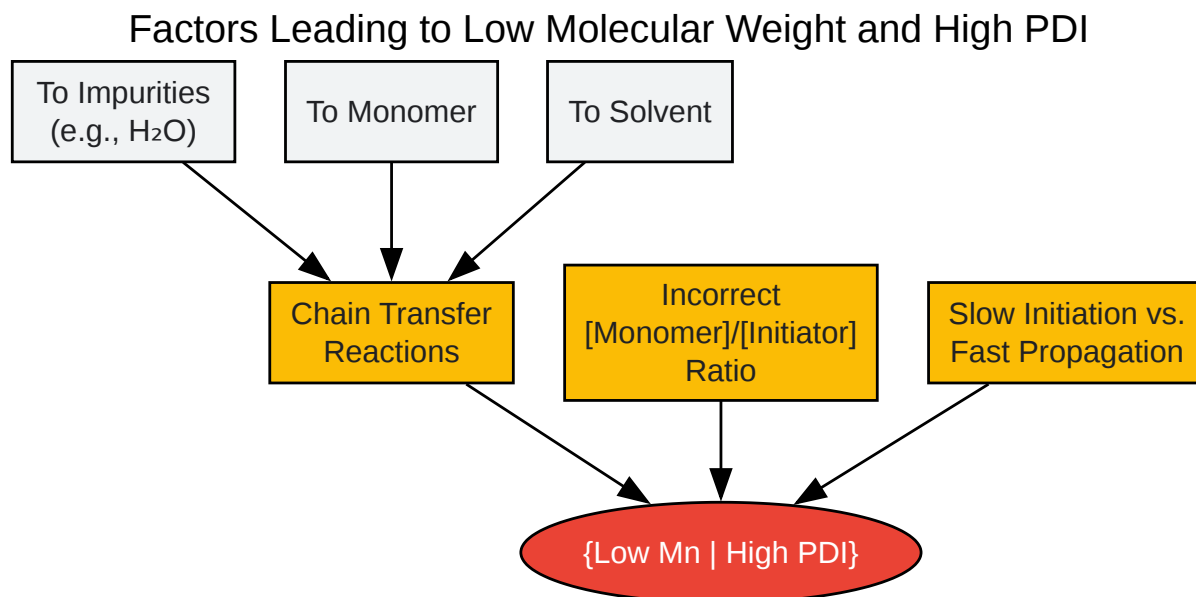 Factors Leading to Low Molecular Weight and High PDI
To Impurities
(e.g., H₂O)
To Monomer
To Solvent
Chain Transfer
Reactions
Incorrect
[Monomer]/[Initiator]
Ratio
Slow Initiation vs.
Fast Propagation
{Low Mn | High PDI}